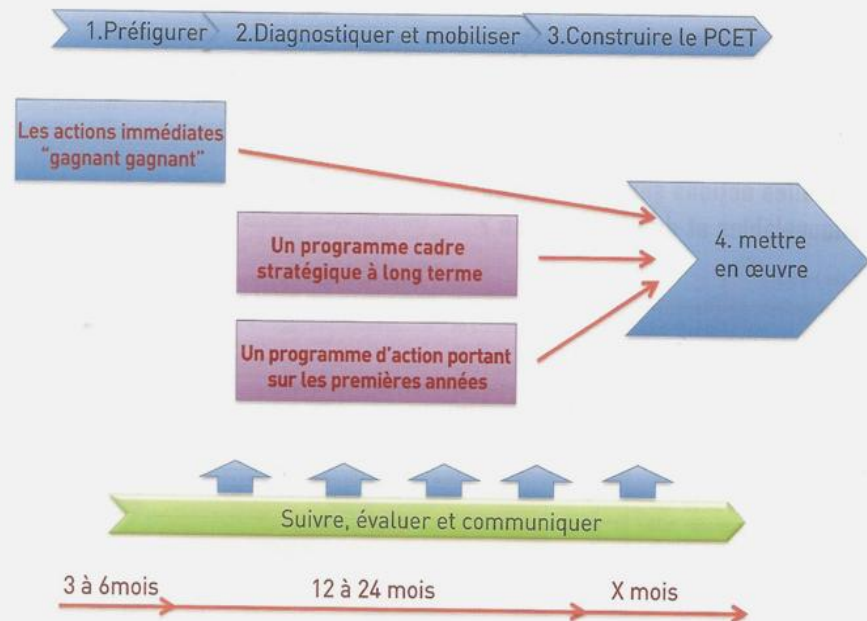 1.Préfigurer
2.Diagnostiquer et mobiliser
3.Construire le PCET
Les actions immédiates
"gagnant gagnant"
Un programme cadre
stratégique à long terme
Un programme d'action portant
sur les premières années
4. mettre
en œuvre
Suivre, évaluer et communiquer
3 à 6mois
12 à 24 mois
X mois